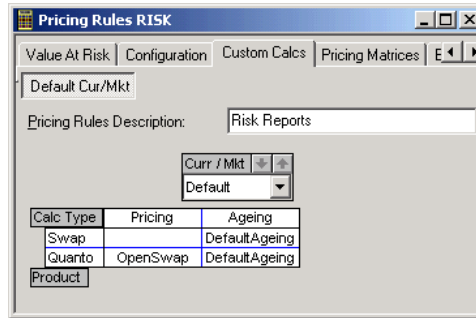 Pricing Rules RISK
Value At Risk Configuration Custom Calcs Pricing Matrices
Default Cur/Mkt
Pricing Rules Description: Risk Reports
Curr / Mkt
Default
Calc Type Pricing Ageing
Swap DefaultAgeing
Quanto OpenSwap DefaultAgeing
Product